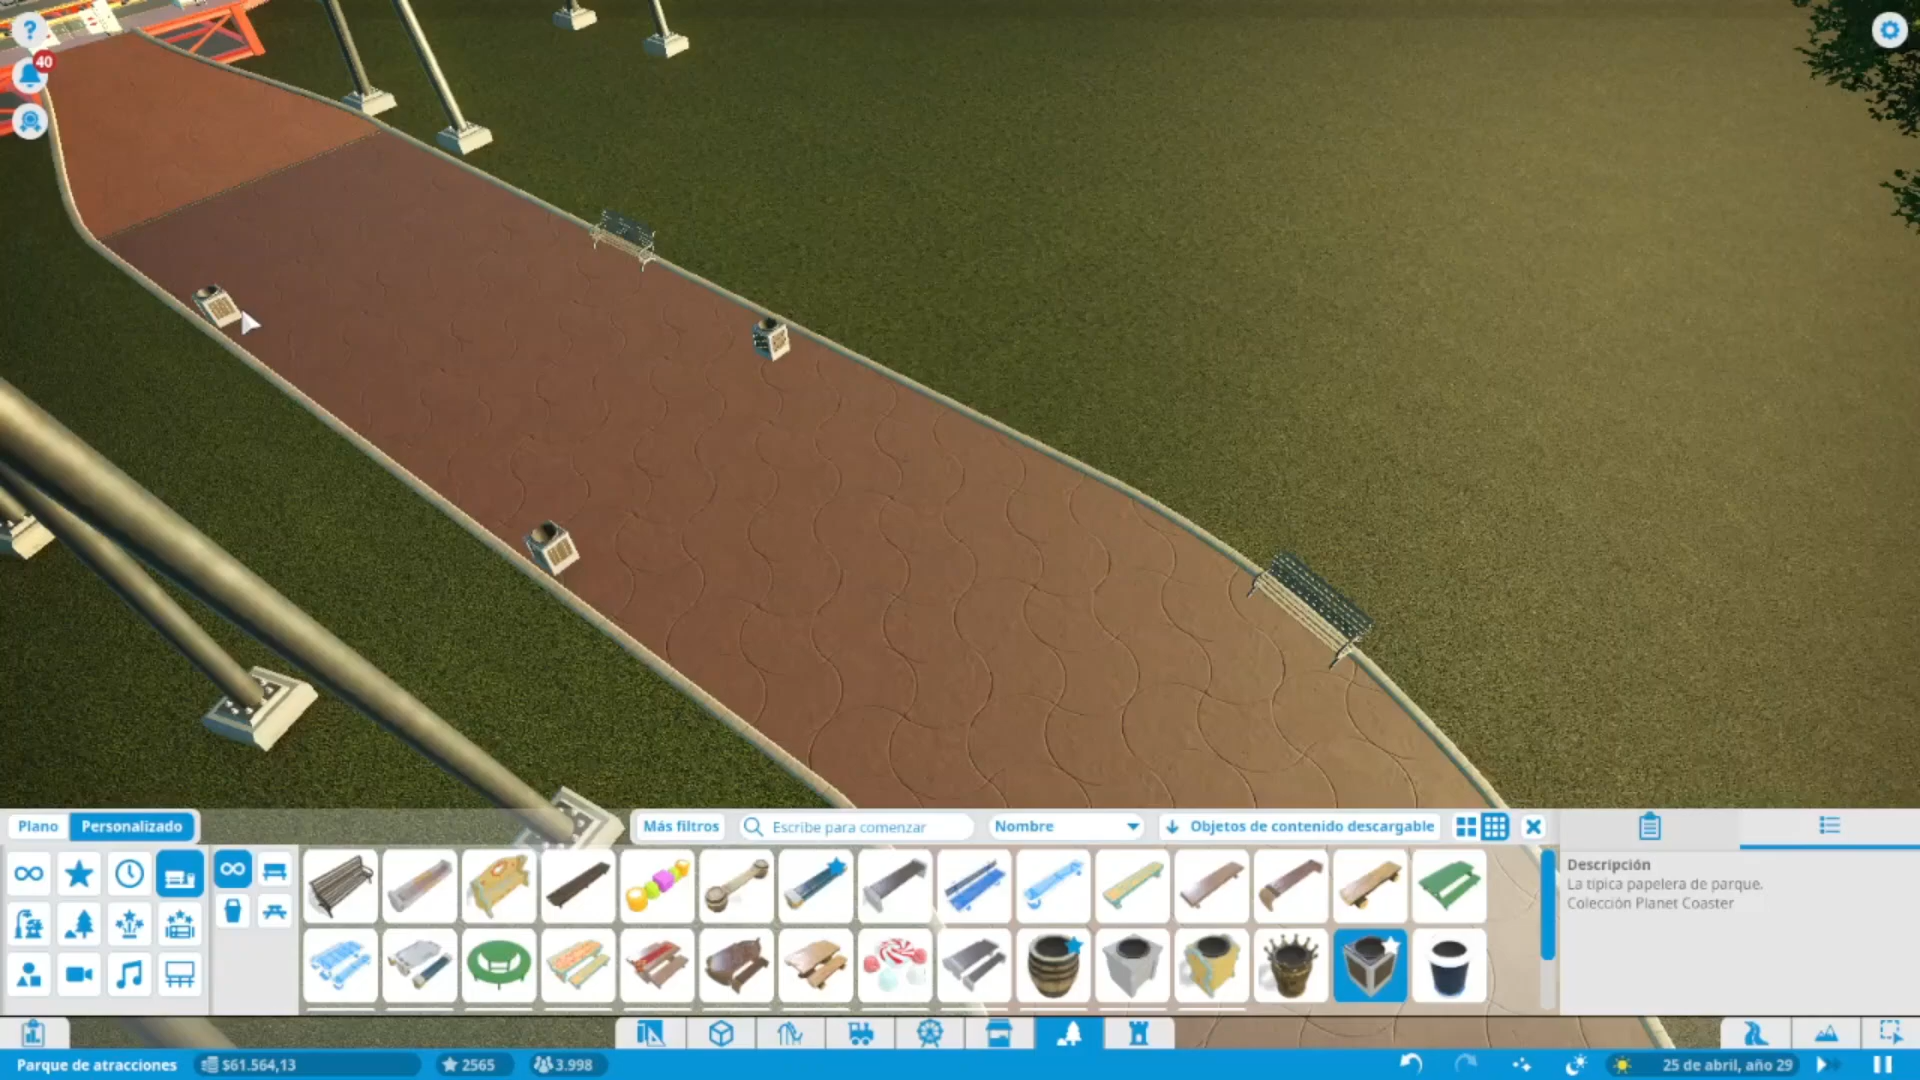 40
Plano
Personalizado
Más filtros
Escribe para comenzar
Nombre
Objetos de contenido descargable
Descripción
La típica papelera de parque.
Colección Planet Coaster
Parque de atracciones
$61.564,13
2565
3.998
25 de abril, año 29